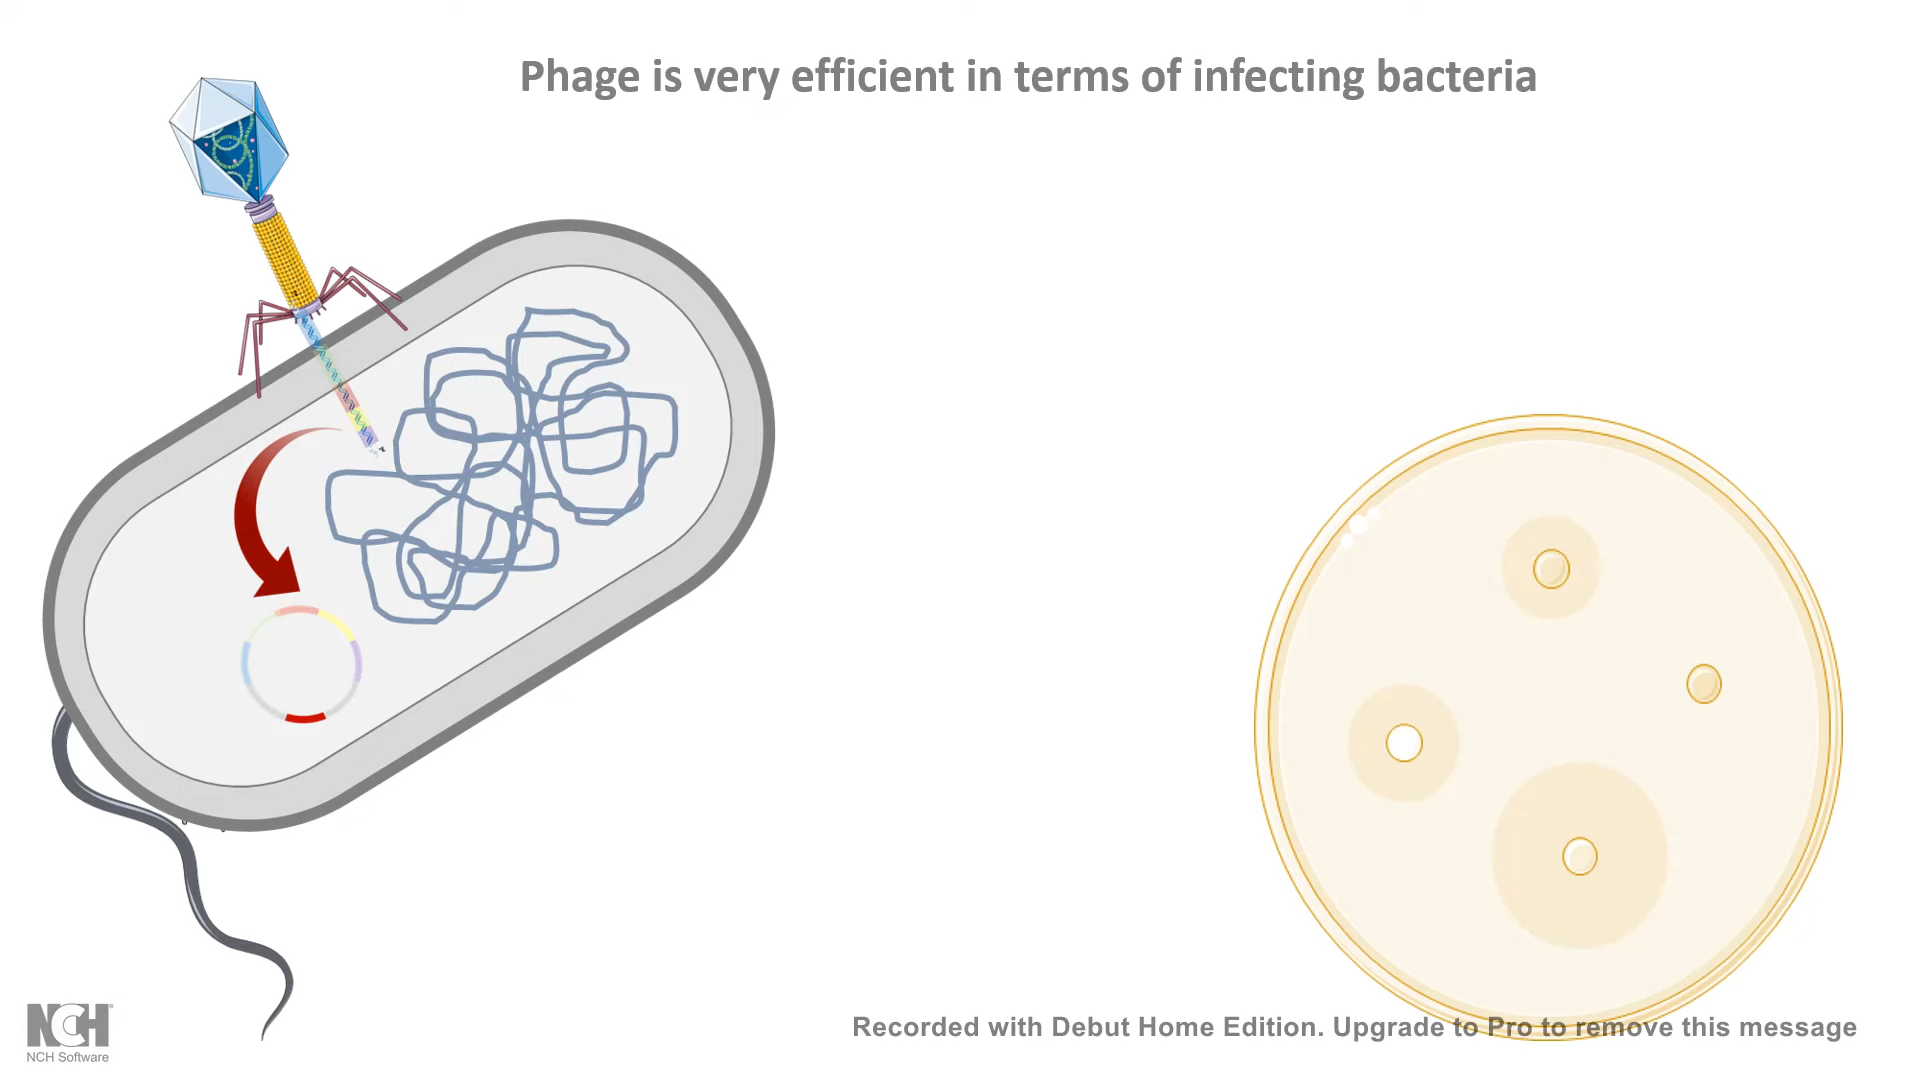 Phage is very efficient in terms of infecting bacteria
NCH
NCH Software
Recorded with Debut Home Edition. Upgrade to Pro to remove this message